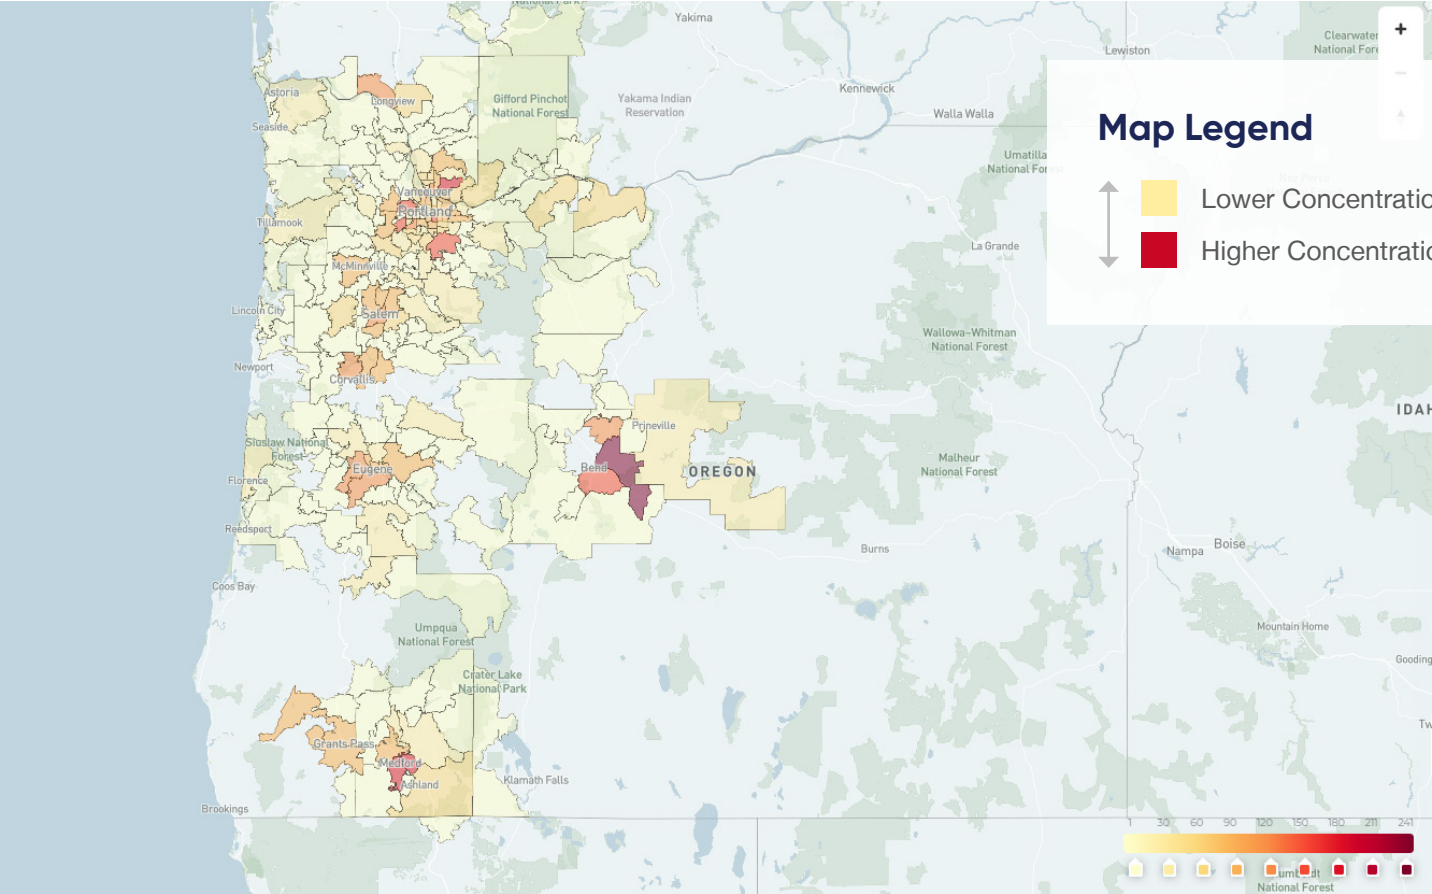 National Park
Yakima
Clearwater
National Fore
Lewiston
+
−
Astoria
Longview
Gifford Pinchot
National Forest
Yakama Indian
Reservation
Kennewick
Walla Walla
Map Legend
Seaside
Umatilla
National Fores
Vancouver
Portland
Lower Concentratio
Tillamook
La Grande
Higher Concentratio
McMinnville
Lincoln City
Salem
Wallowa-Whitman
National Forest
Newport
Corvallis
IDAH
Prineville
Siuslaw National
Forest
Eugene
Bend
OREGON
Malheur
National Forest
Florence
Reedsport
Burns
Nampa
Boise
Coos Bay
Umpqua
National Forest
Mountain Home
Gooding
Crater Lake
National Park
Tw
Grants Pass
Medford
Ashland
Klamath Falls
Brookings
1 30 60 90 120 150 180 211 241
National Forest